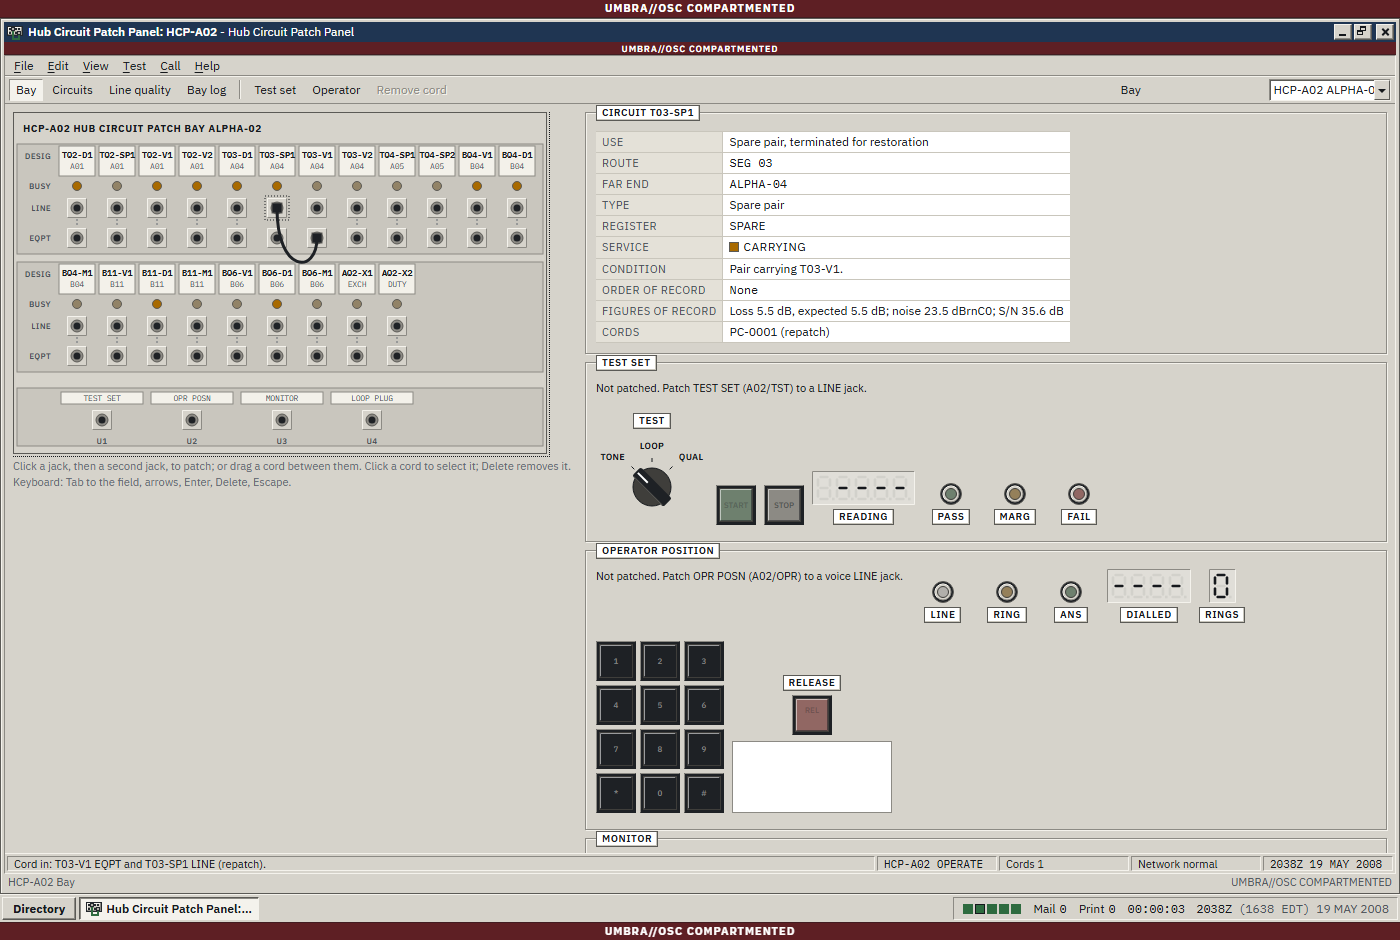 UMBRA//OSC COMPARTMENTED
Hub Circuit Patch Panel: HCP-A02 - Hub Circuit Patch Panel
UMBRA//OSC COMPARTMENTED
File Edit View Test Call Help
Bay Circuits Line quality Bay log Test set Operator Remove cord Bay HCP-A02 ALPHA-0
HCP-A02 HUB CIRCUIT PATCH BAY ALPHA-02
DESIG T02-D1 T02-SP1 T02-V1 T02-V2 T03-D1 T03-SP1 T03-V1 T03-V2 T04-SP1 T04-SP2 B04-V1 B04-D1
A01 A01 A01 A01 A04 A04 A04 A04 A05 A05 B04 B04
BUSY
LINE
EQPT
DESIG B04-M1 B11-V1 B11-D1 B11-M1 B06-V1 B06-D1 B06-M1 A02-X1 A02-X2
B04 B11 B11 B11 B06 B06 B06 EXCH DUTY
BUSY
LINE
EQPT
TEST SET OPR POSN MONITOR LOOP PLUG
U1 U2 U3 U4
Click a jack, then a second jack, to patch; or drag a cord between them. Click a cord to select it; Delete removes it.
Keyboard: Tab to the field, arrows, Enter, Delete, Escape.
CIRCUIT T03-SP1
USE Spare pair, terminated for restoration
ROUTE SEG 03
FAR END ALPHA-04
TYPE Spare pair
REGISTER SPARE
SERVICE CARRYING
CONDITION Pair carrying T03-V1.
ORDER OF RECORD None
FIGURES OF RECORD Loss 5.5 dB, expected 5.5 dB; noise 23.5 dBrnC0; S/N 35.6 dB
CORDS PC-0001 (repatch)
TEST SET
Not patched. Patch TEST SET (A02/TST) to a LINE jack.
TEST
LOOP
TONE QUAL
START STOP ----
READING PASS MARG FAIL
OPERATOR POSITION
Not patched. Patch OPR POSN (A02/OPR) to a voice LINE jack.
---- 0
LINE RING ANS DIALLED RINGS
1 2 3
4 5 6
7 8 9
* 0 #
RELEASE
REL
MONITOR
Cord in: T03-V1 EQPT and T03-SP1 LINE (repatch). HCP-A02 OPERATE Cords 1 Network normal 2038Z 19 MAY 2008
HCP-A02 Bay UMBRA//OSC COMPARTMENTED
Directory Hub Circuit Patch Panel:... Mail 0 Print 0 00:00:03 2038Z (1638 EDT) 19 MAY 2008
UMBRA//OSC COMPARTMENTED